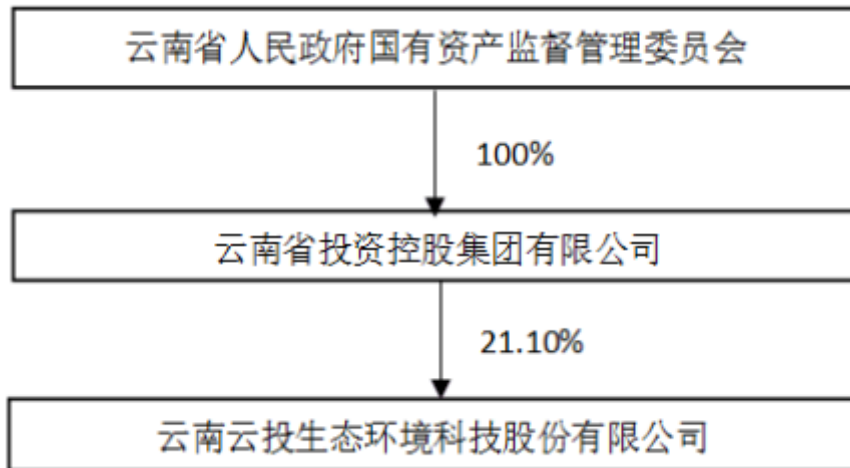 云南省人民政府国有资产监督管理委员会
100%
云南省投资控股集团有限公司
21.10%
云南云投生态环境科技股份有限公司